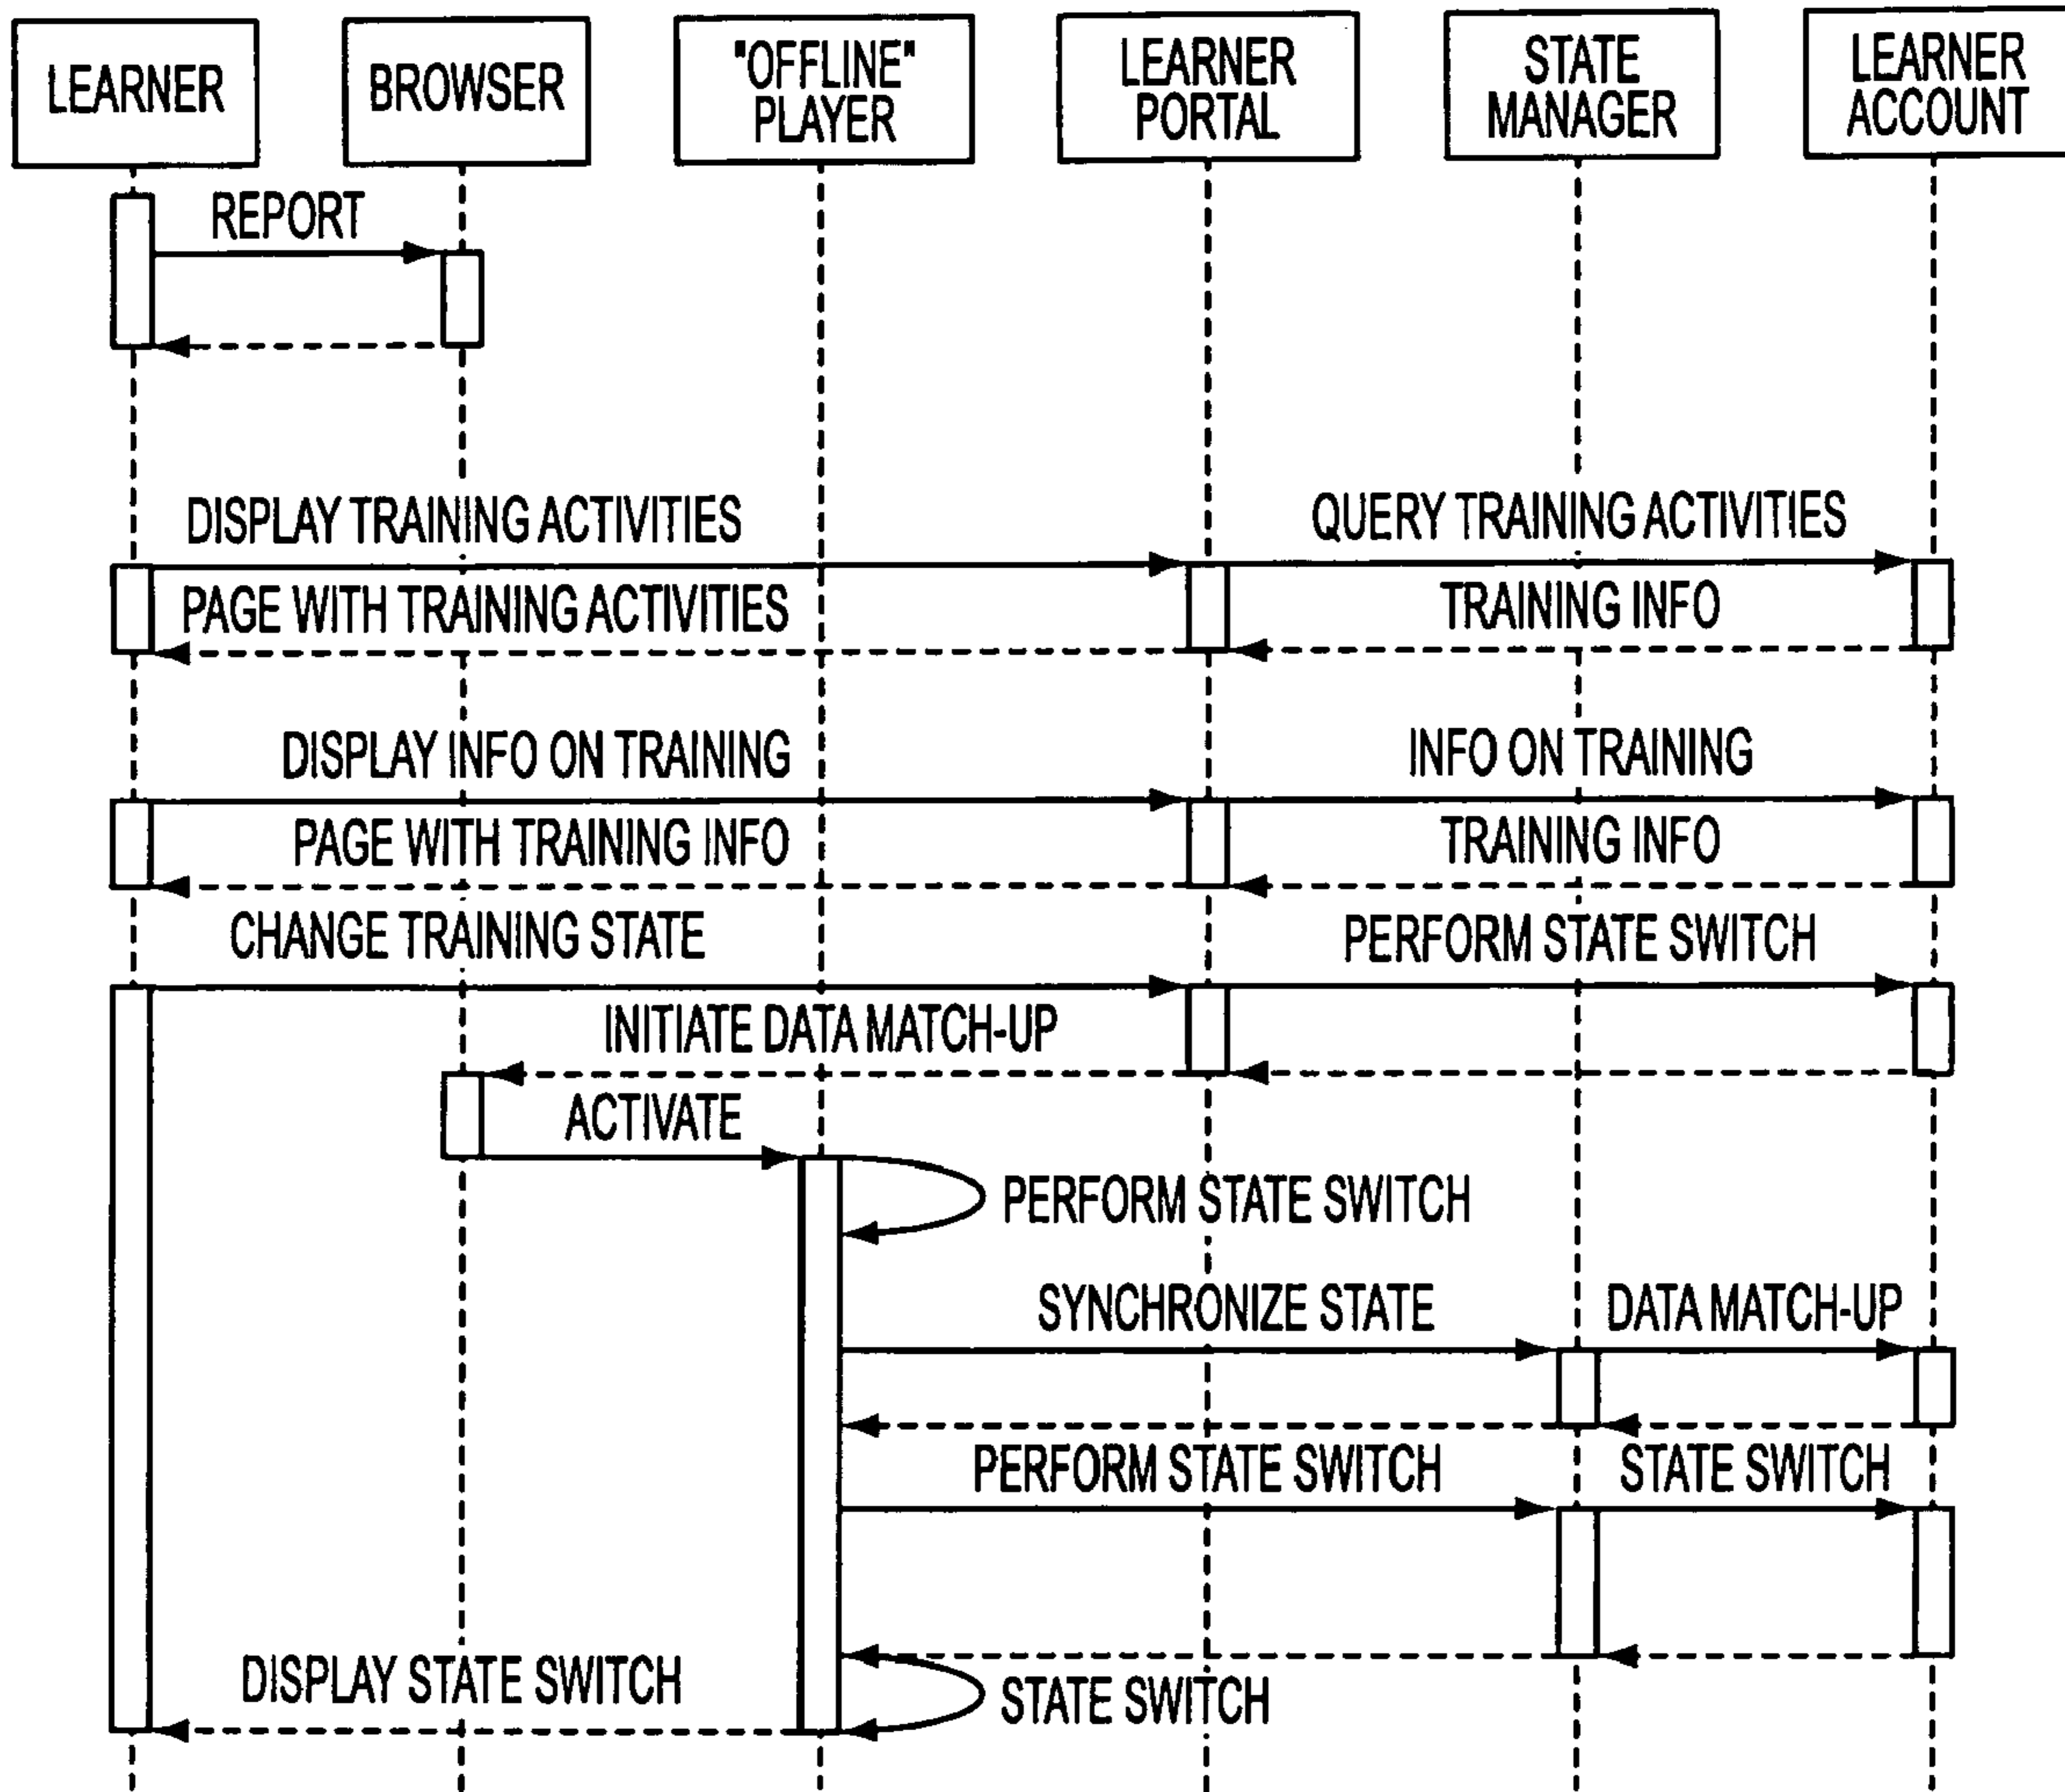 LEARNER
BROWSER
"OFFLINE"
PLAYER
LEARNER
PORTAL
STATE
MANAGER
LEARNER
ACCOUNT
REPORT
DISPLAY TRAINING ACTIVITIES
QUERY TRAINING ACTIVITIES
PAGE WITH TRAINING ACTIVITIES
TRAINING INFO
DISPLAY INFO ON TRAINING
INFO ON TRAINING
PAGE WITH TRAINING INFO
TRAINING INFO
CHANGE TRAINING STATE
PERFORM STATE SWITCH
INITIATE DATA MATCH-UP
ACTIVATE
PERFORM STATE SWITCH
SYNCHRONIZE STATE
DATA MATCH-UP
PERFORM STATE SWITCH
STATE SWITCH
DISPLAY STATE SWITCH
STATE SWITCH